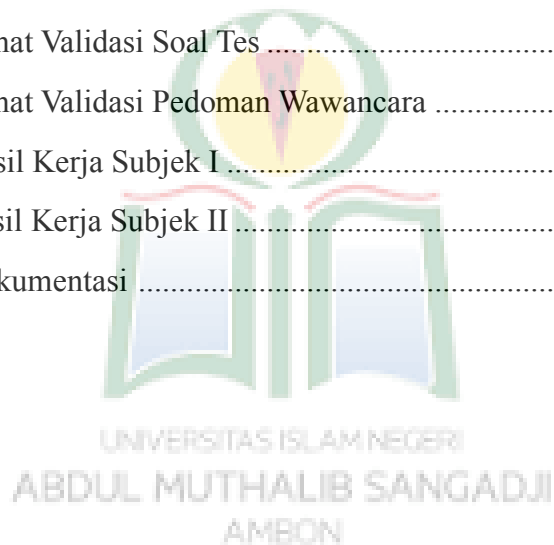 nat Validasi Soal Tes ....................................
nat Validasi Pedoman Wawancara ...............
sil Kerja Subjek I .........................................
sil Kerja Subjek II ........................................
kumentasi ....................................................
UNIVERSITAS ISLAM NEGERI
ABDUL MUTHALIB SANGADJI
AMBON